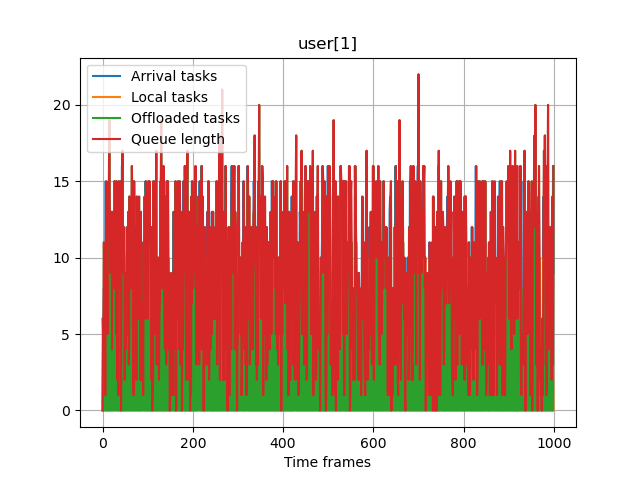 user[1]
Arrival tasks
Local tasks
Offloaded tasks
Queue length
20
15
10
5
0
0 200 400 600 800 1000
Time frames